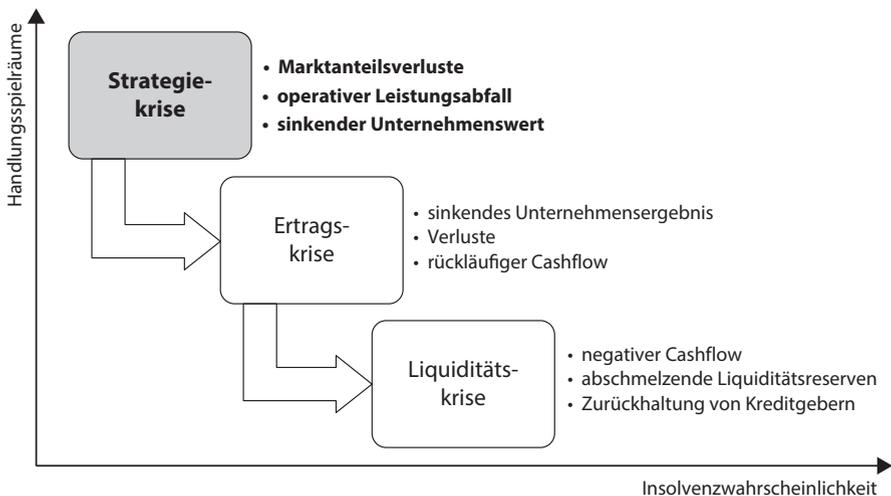 Handlungsspielräume
Strategie-
krise
• Marktanteilsverluste
• operativer Leistungsabfall
• sinkender Unternehmenswert
Ertrags-
krise
• sinkendes Unternehmensergebnis
• Verluste
• rückläufiger Cashflow
Liquiditäts-
krise
• negativer Cashflow
• abschmelzende Liquiditätsreserven
• Zurückhaltung von Kreditgebern
Insolvenzwahrscheinlichkeit